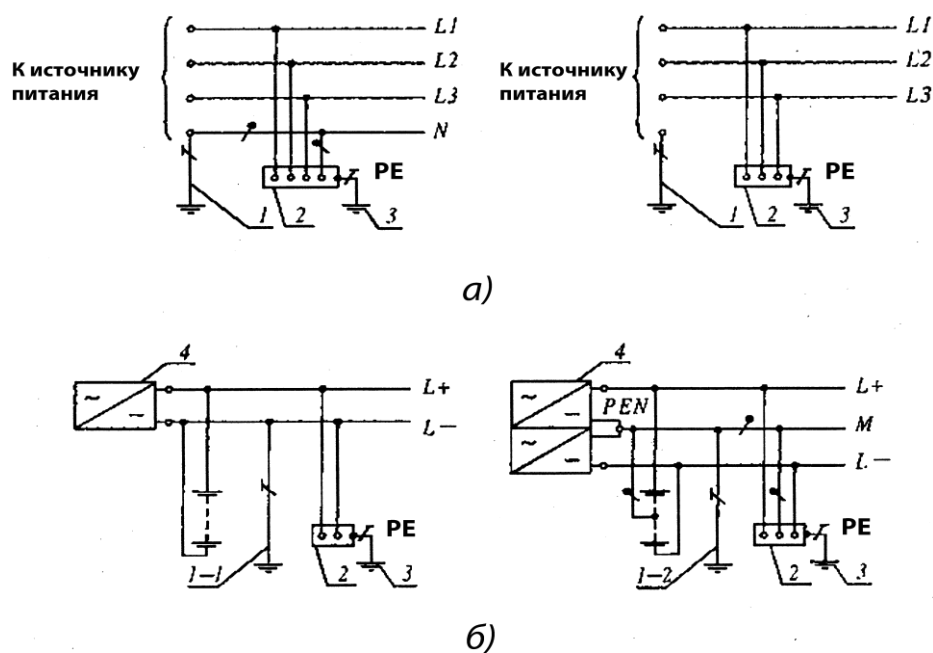 К источнику
питания
L1
L2
L3
N
PE
1
2
3
К источнику
питания
L1
L2
L3
PE
1
2
3
а)
4
L+
L−
PE
1-1
2
3
4
PEN
L+
M
L−
PE
1-2
2
3
б)